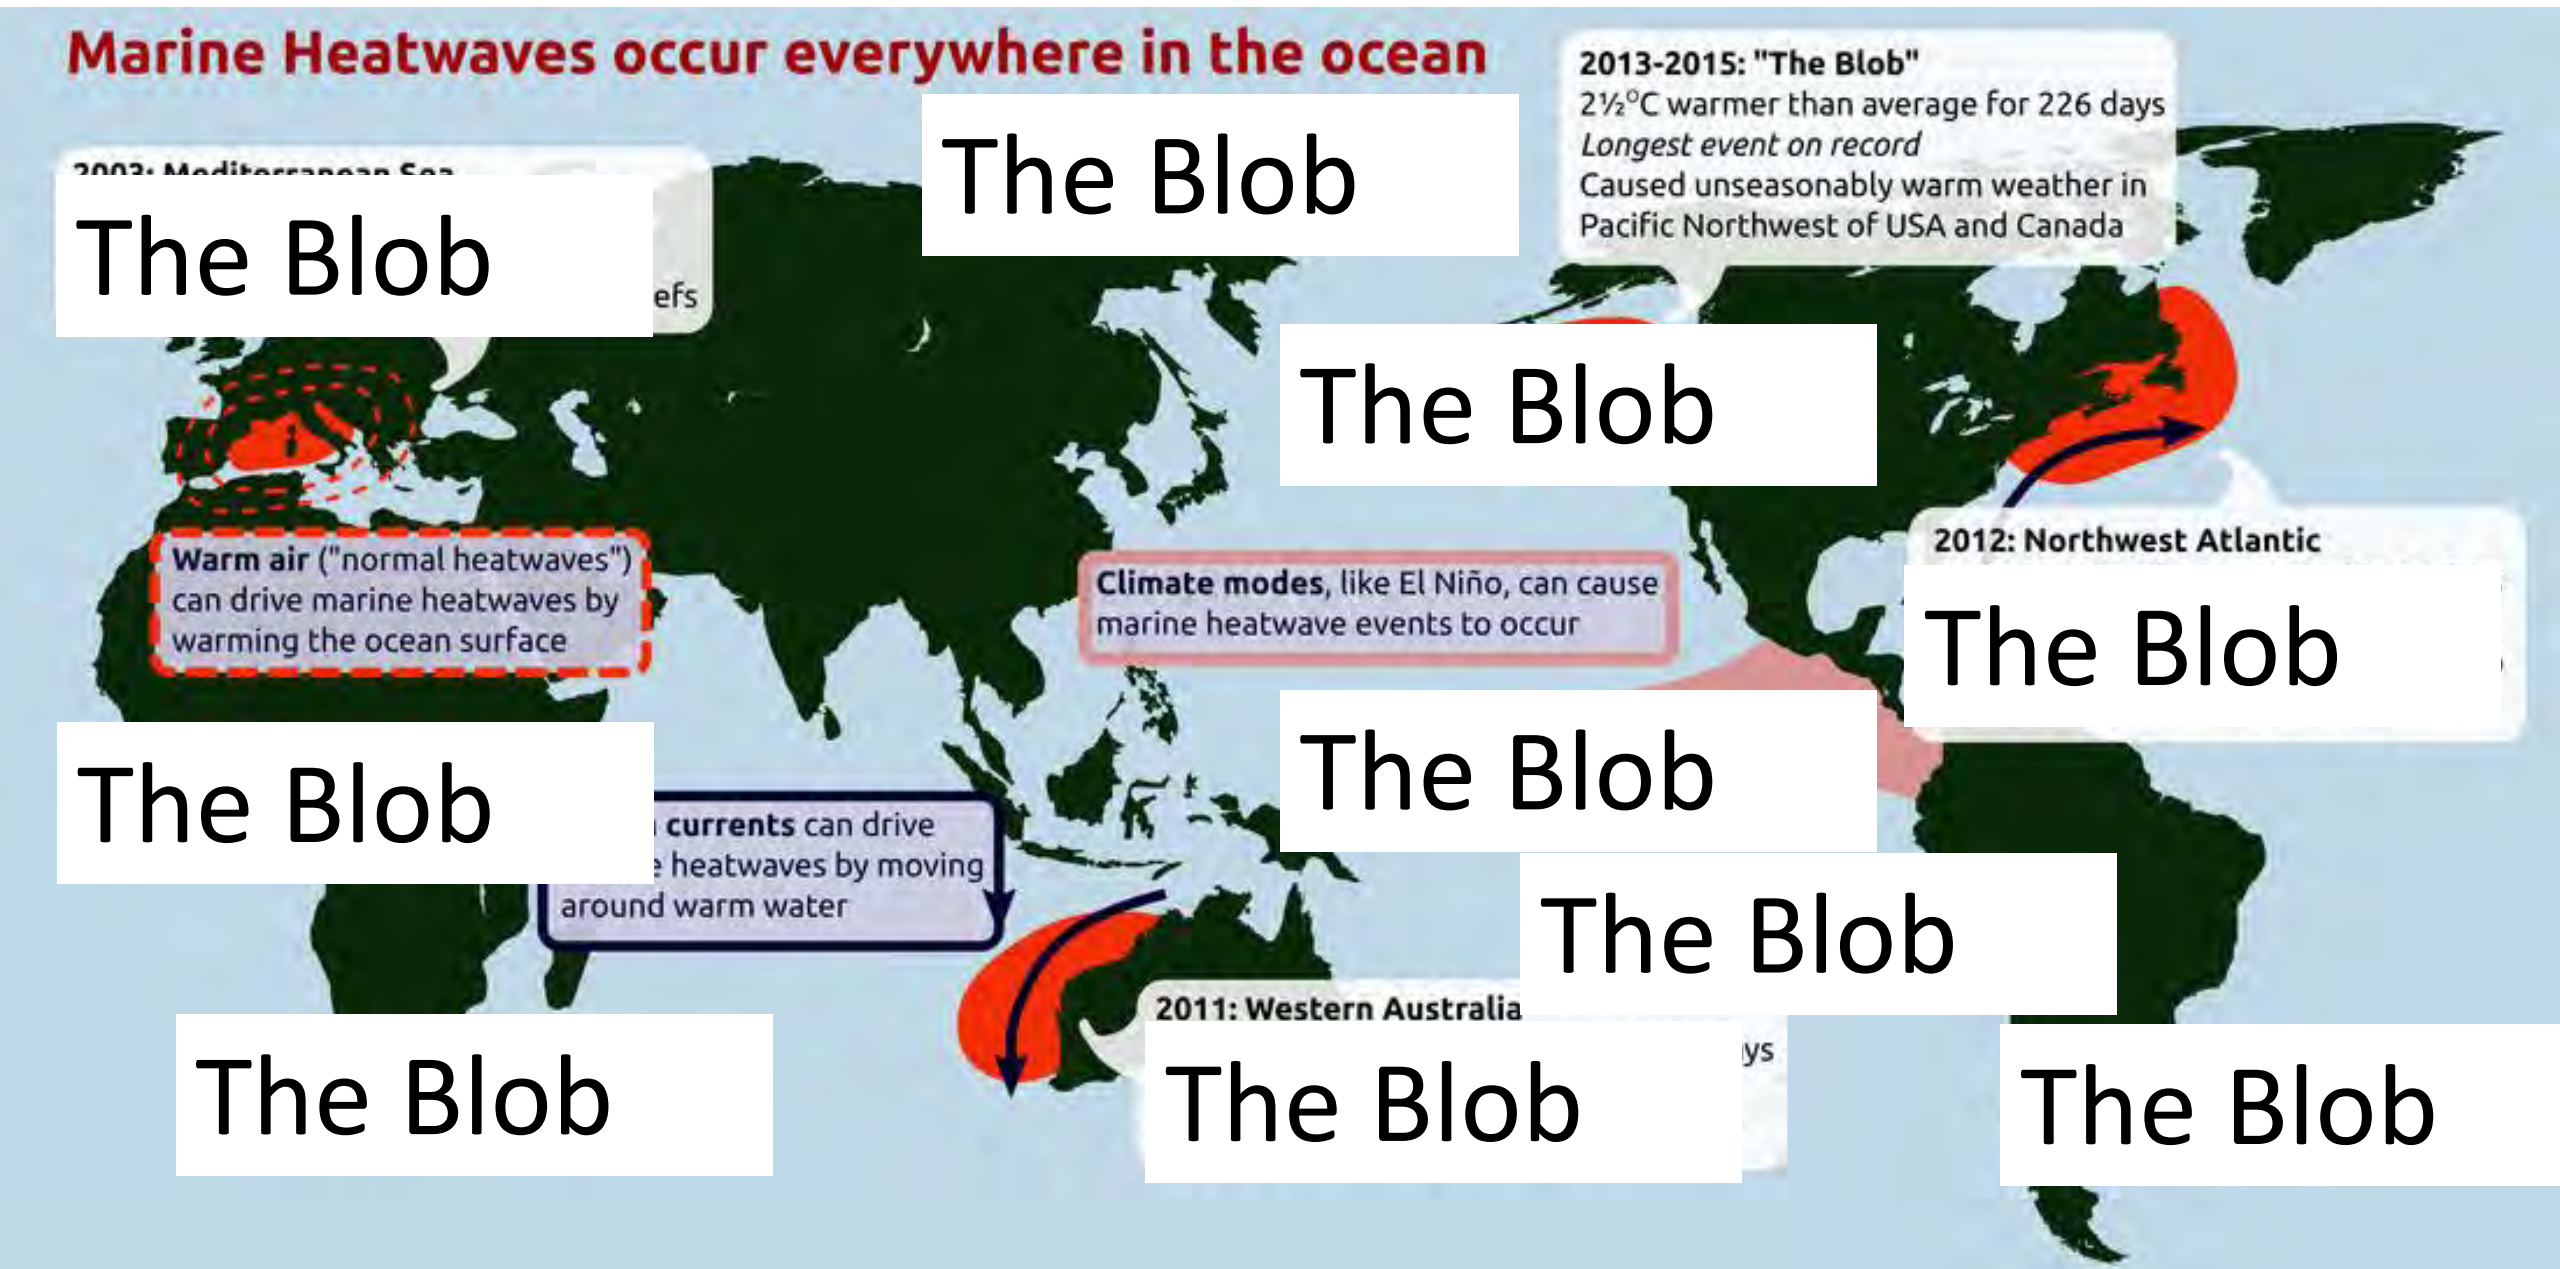 Marine Heatwaves occur everywhere in the ocean
2013-2015: "The Blob"
2½°C warmer than average for 226 days
Longest event on record
Caused unseasonably warm weather in
Pacific Northwest of USA and Canada
The Blob
2003: Mediterranean Sea
The Blob
efs
The Blob
2012: Northwest Atlantic
The Blob
Warm air ("normal heatwaves")
can drive marine heatwaves by
warming the ocean surface
Climate modes, like El Niño, can cause
marine heatwave events to occur
The Blob
The Blob
currents can drive
heatwaves by moving
around warm water
The Blob
2011: Western Australia
ys
The Blob
The Blob
The Blob